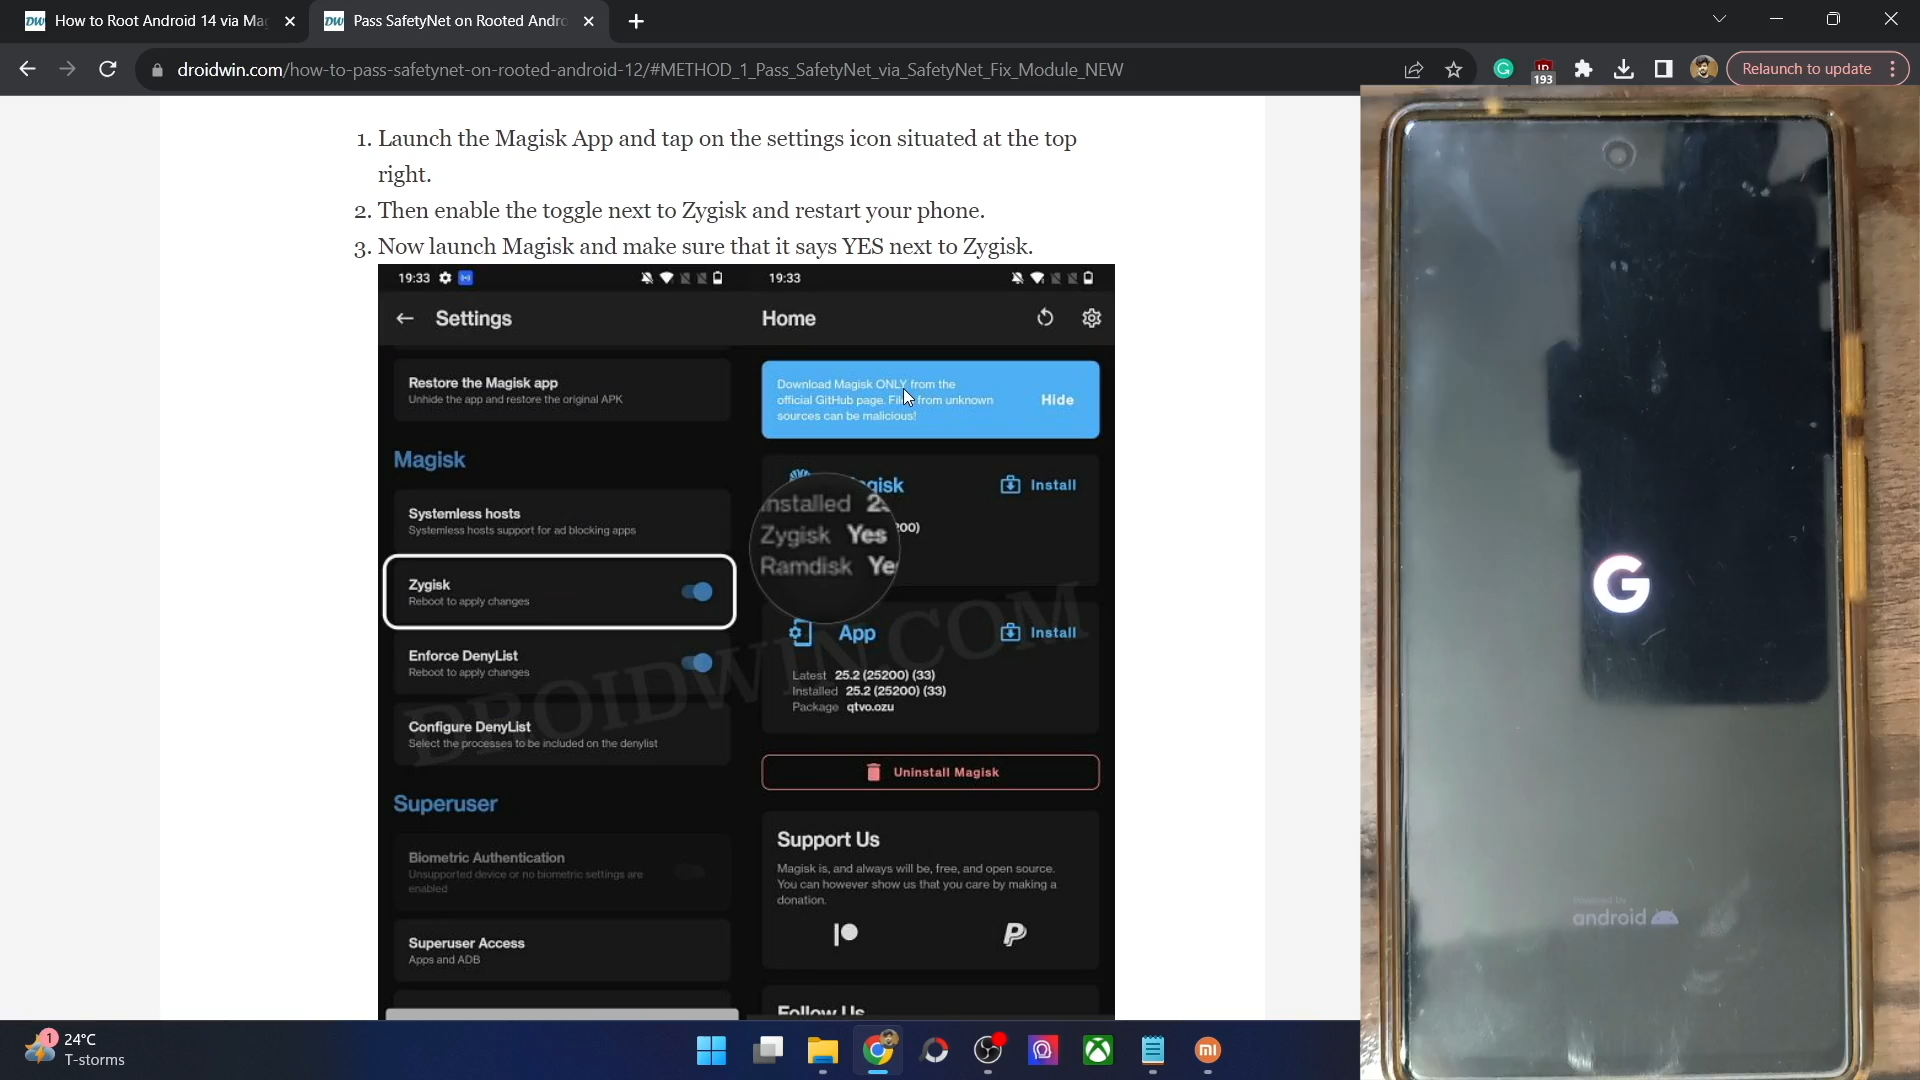 How to Root Android 14 via Mag
Pass SafetyNet on Rooted Andro
droidwin.com/how-to-pass-safetynet-on-rooted-android-12/#METHOD_1_Pass_SafetyNet_via_SafetyNet_Fix_Module_NEW
193
Relaunch to update
1. Launch the Magisk App and tap on the settings icon situated at the top
right.
2. Then enable the toggle next to Zygisk and restart your phone.
3. Now launch Magisk and make sure that it says YES next to Zygisk.
19:33
Settings
Restore the Magisk app
Unhide the app and restore the original APK
Magisk
Systemless hosts
Systemless hosts support for ad blocking apps
Zygisk
Reboot to apply changes
Enforce DenyList
Reboot to apply changes
Configure DenyList
Select the processes to be included on the denylist
Superuser
Biometric Authentication
Unsupported device or no biometric settings are
enabled
Superuser Access
Apps and ADB
19:33
Home
Download Magisk ONLY from the
official GitHub page. Files from unknown
sources can be malicious!
Hide
Install
Zygisk Yes
Ramdisk Ye
App
Install
Latest 25.2 (25200) (33)
Installed 25.2 (25200) (33)
Package qtvo.ozu
Uninstall Magisk
Support Us
Magisk is, and always will be, free, and open source.
You can however show us that you care by making a
donation.
Follow Us
DROIDWIN.COM
G
Powered by
android
1
24°C
T-storms